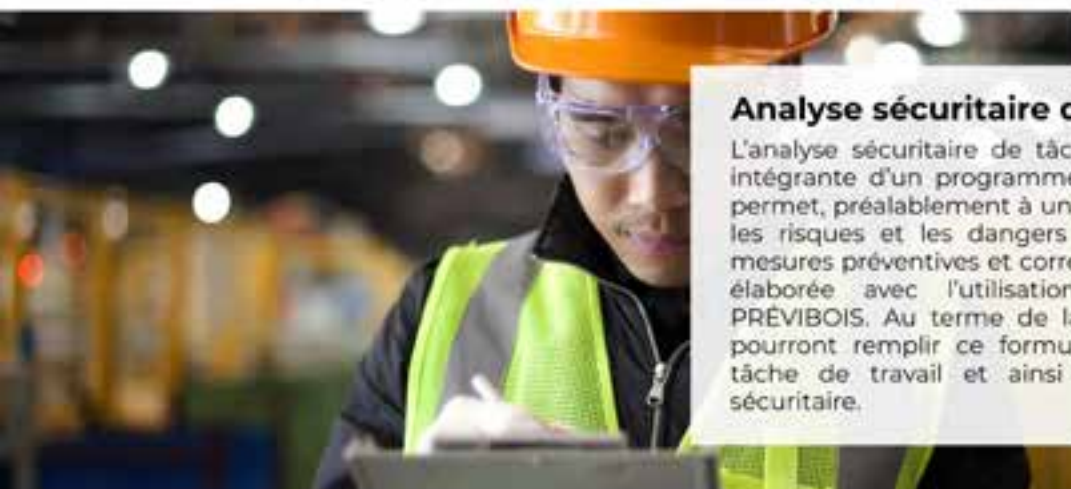 Analyse sécuritaire d
L'analyse sécuritaire de tâc
intégrante d'un programme
permet, préalablement à un
les risques et les dangers
mesures préventives et corre
élaborée avec l'utilisation
PRÉVIBOIS. Au terme de la
pourront remplir ce formu
tâche de travail et ainsi
sécuritaire.